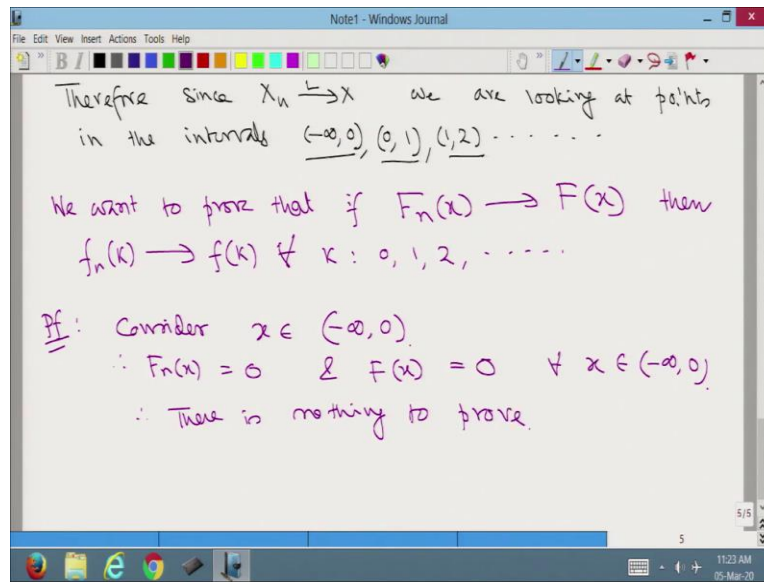 Note1 - Windows Journal
File Edit View Insert Actions Tools Help
B I
Therefore since Xn L→ X we are looking at points
in the intervals (-∞, 0), (0, 1), (1, 2) ......
We want to prove that if Fn(x) → F(x) then
fn(K) → f(K) ∀ K : 0, 1, 2, ......
Pf : Consider x ∈ (-∞, 0).
∴ Fn(x) = 0 & F(x) = 0 ∀ x ∈ (-∞, 0)
∴ There is nothing to prove.
5/5
5
11:23 AM
05-Mar-20